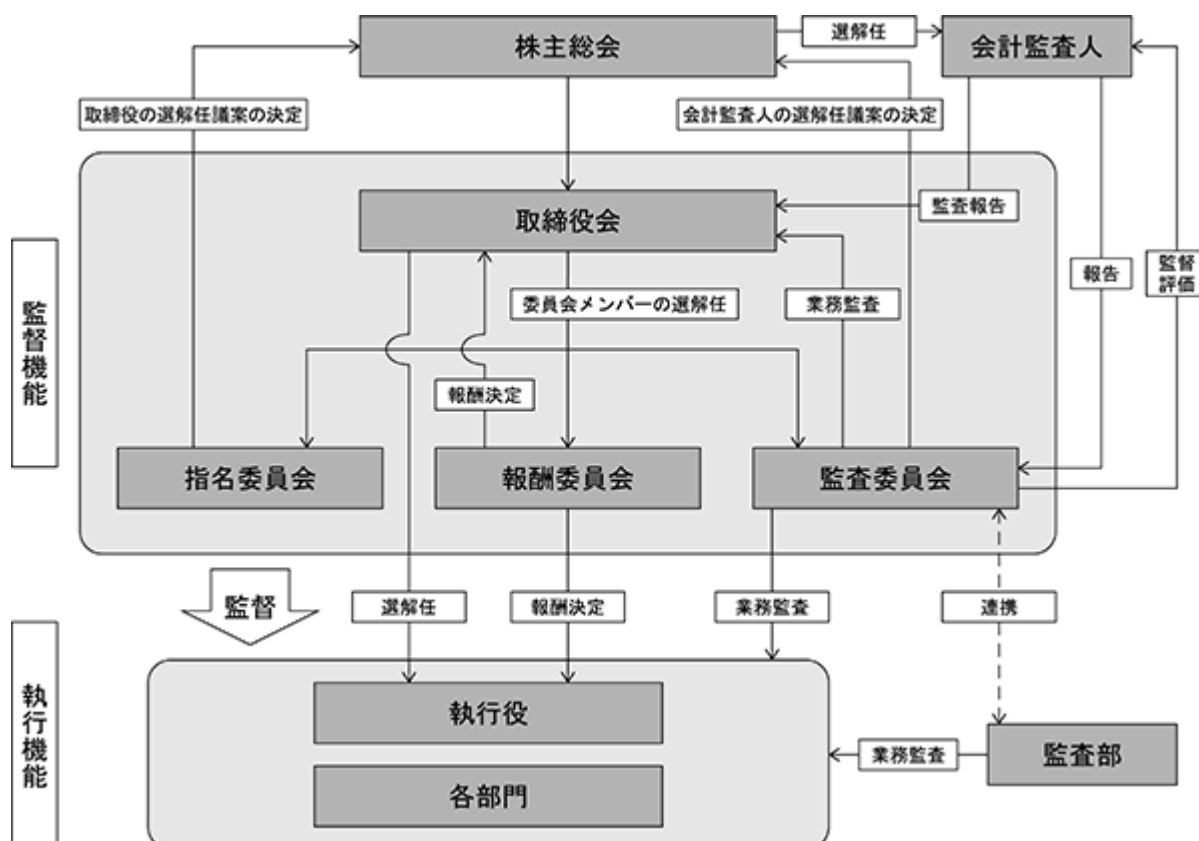 株主総会
選解任
会計監査人
取締役の選解任議案の決定
会計監査人の選解任議案の決定
取締役会
監査報告
監督機能
委員会メンバーの選解任
業務監査
報告
監督
評価
報酬決定
指名委員会
報酬委員会
監査委員会
監督
選解任
報酬決定
業務監査
連携
執行機能
執行役
業務監査
監査部
各部門